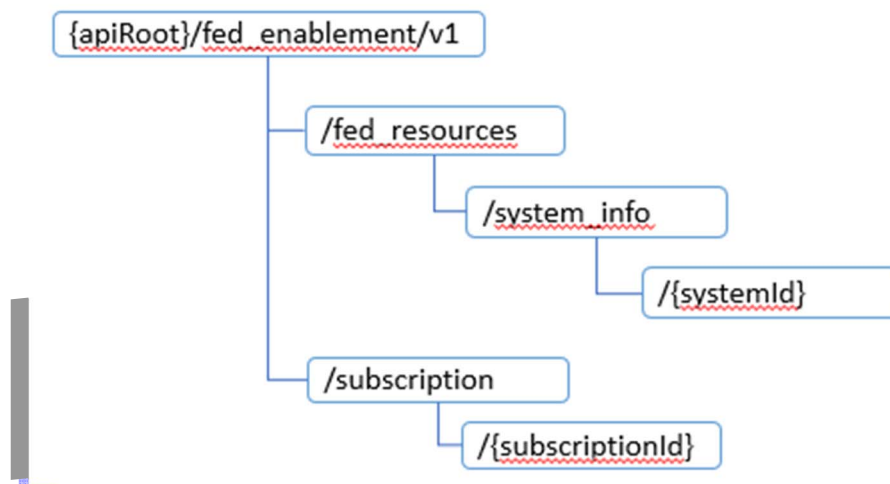 {apiRoot}/fed_enablement/v1
/fed_resources
/system_info
/{systemId}
/subscription
/{subscriptionId}